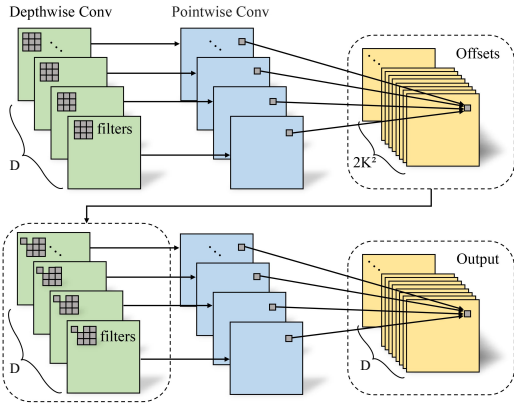 Depthwise Conv
Pointwise Conv
Offsets
filters
D
2K²
Output
filters
D
D